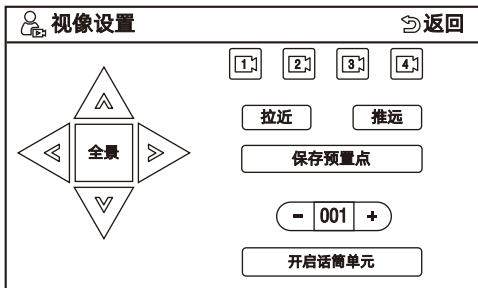 视像设置 返回
1 2 3 4
拉近 推远
全景
保存预置点
- 001 +
开启话筒单元